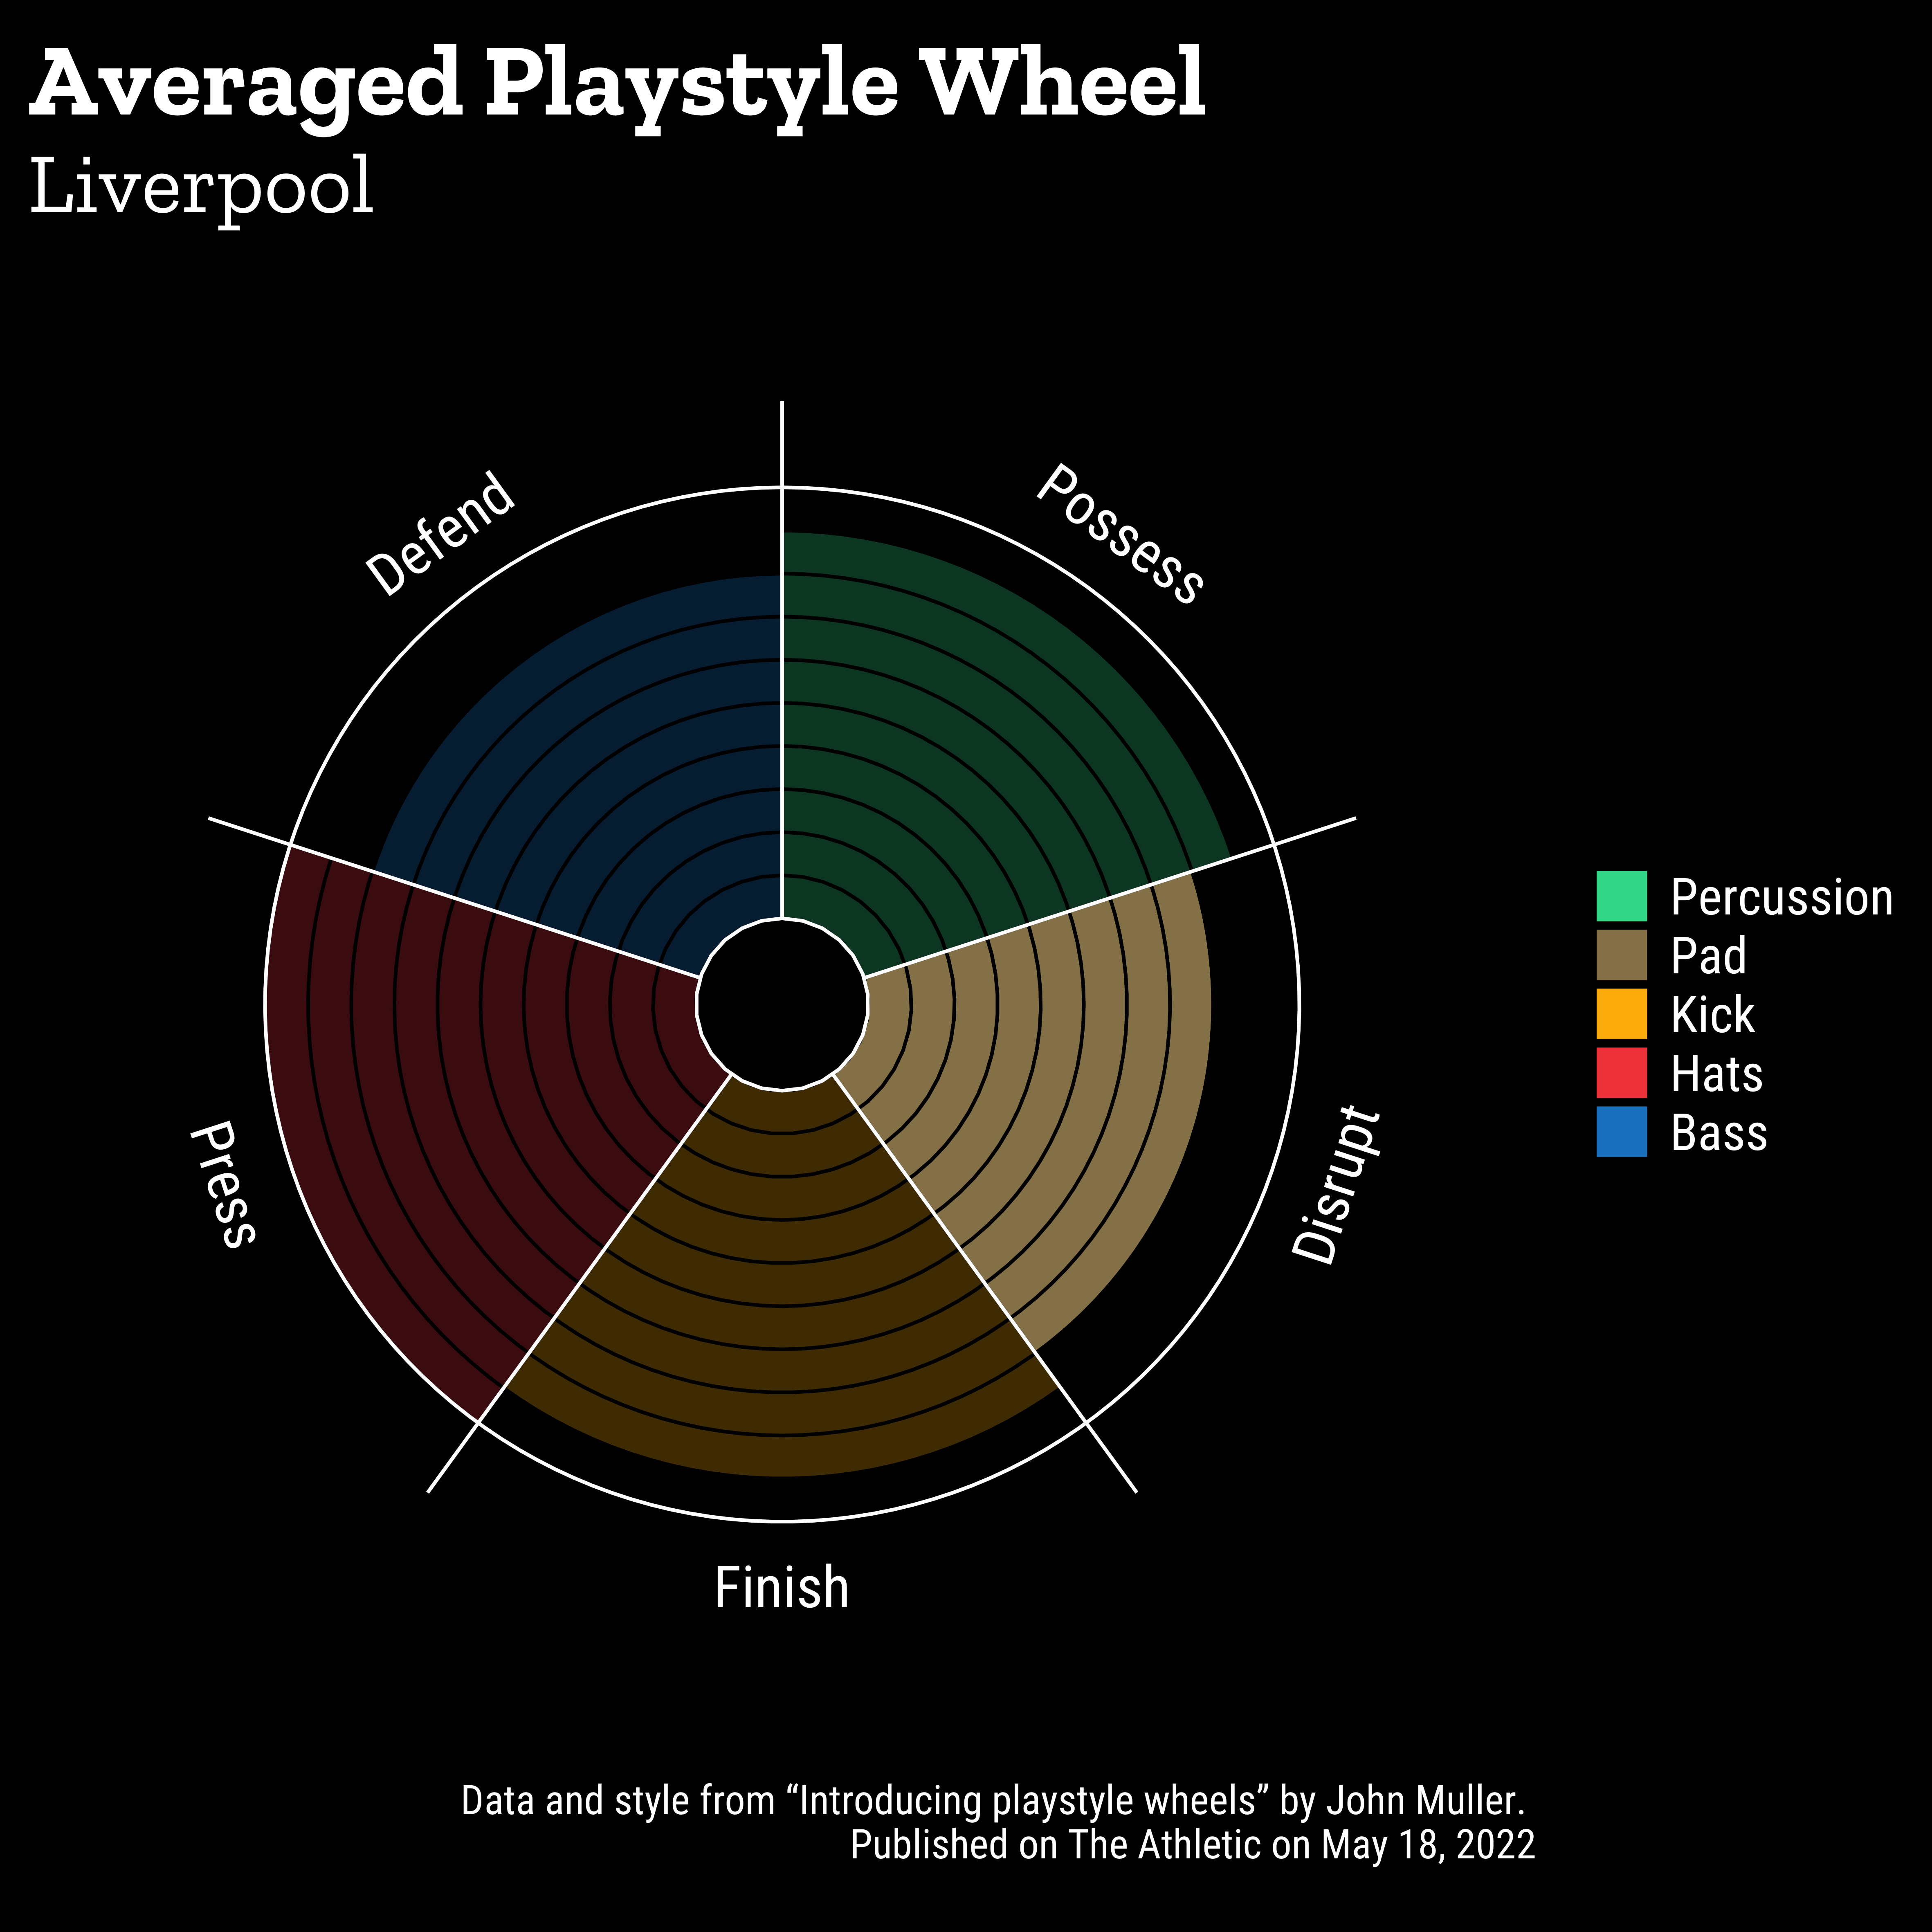 Averaged Playstyle Wheel
Liverpool
Defend
Possess
Press
Disrupt
Finish
Percussion
Pad
Kick
Hats
Bass
Data and style from “Introducing playstyle wheels” by John Muller.
Published on The Athletic on May 18, 2022